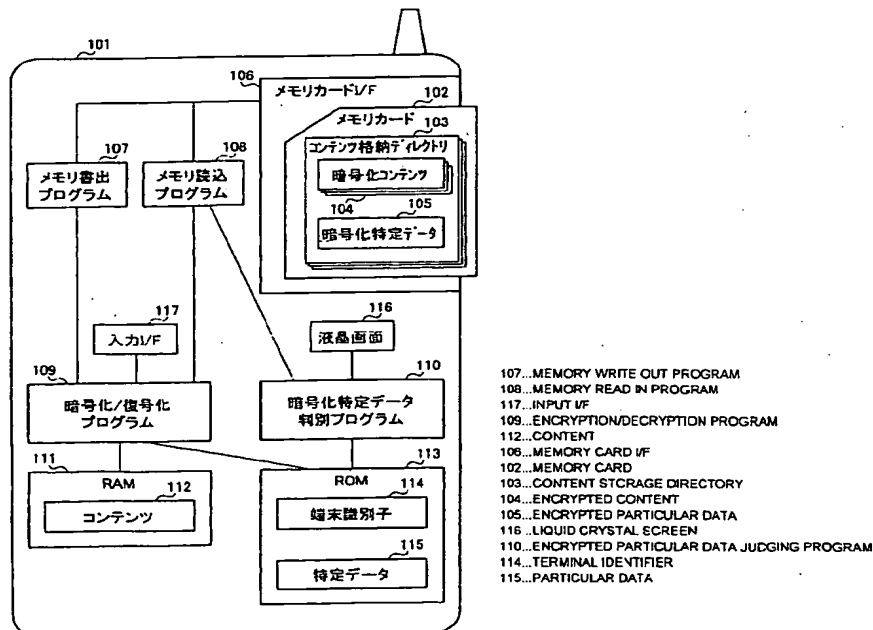 101
106
メモリカードI/F
102
メモリカード
103
コンテンツ格納ディレクトリ
暗号化コンテンツ
104
105
暗号化特定データ
107
メモリ書出
プログラム
108
メモリ読込
プログラム
117
入力I/F
116
液晶画面
109
暗号化/復号化
プログラム
110
暗号化特定データ
判別プログラム
111
RAM
112
コンテンツ
113
ROM
114
端末識別子
115
特定データ
107...MEMORY WRITE OUT PROGRAM
108...MEMORY READ IN PROGRAM
117...INPUT I/F
109...ENCRYPTION/DECRYPTION PROGRAM
112...CONTENT
106...MEMORY CARD I/F
102...MEMORY CARD
103...CONTENT STORAGE DIRECTORY
104...ENCRYPTED CONTENT
105...ENCRYPTED PARTICULAR DATA
116...LIQUID CRYSTAL SCREEN
110...ENCRYPTED PARTICULAR DATA JUDGING PROGRAM
114...TERMINAL IDENTIFIER
115...PARTICULAR DATA